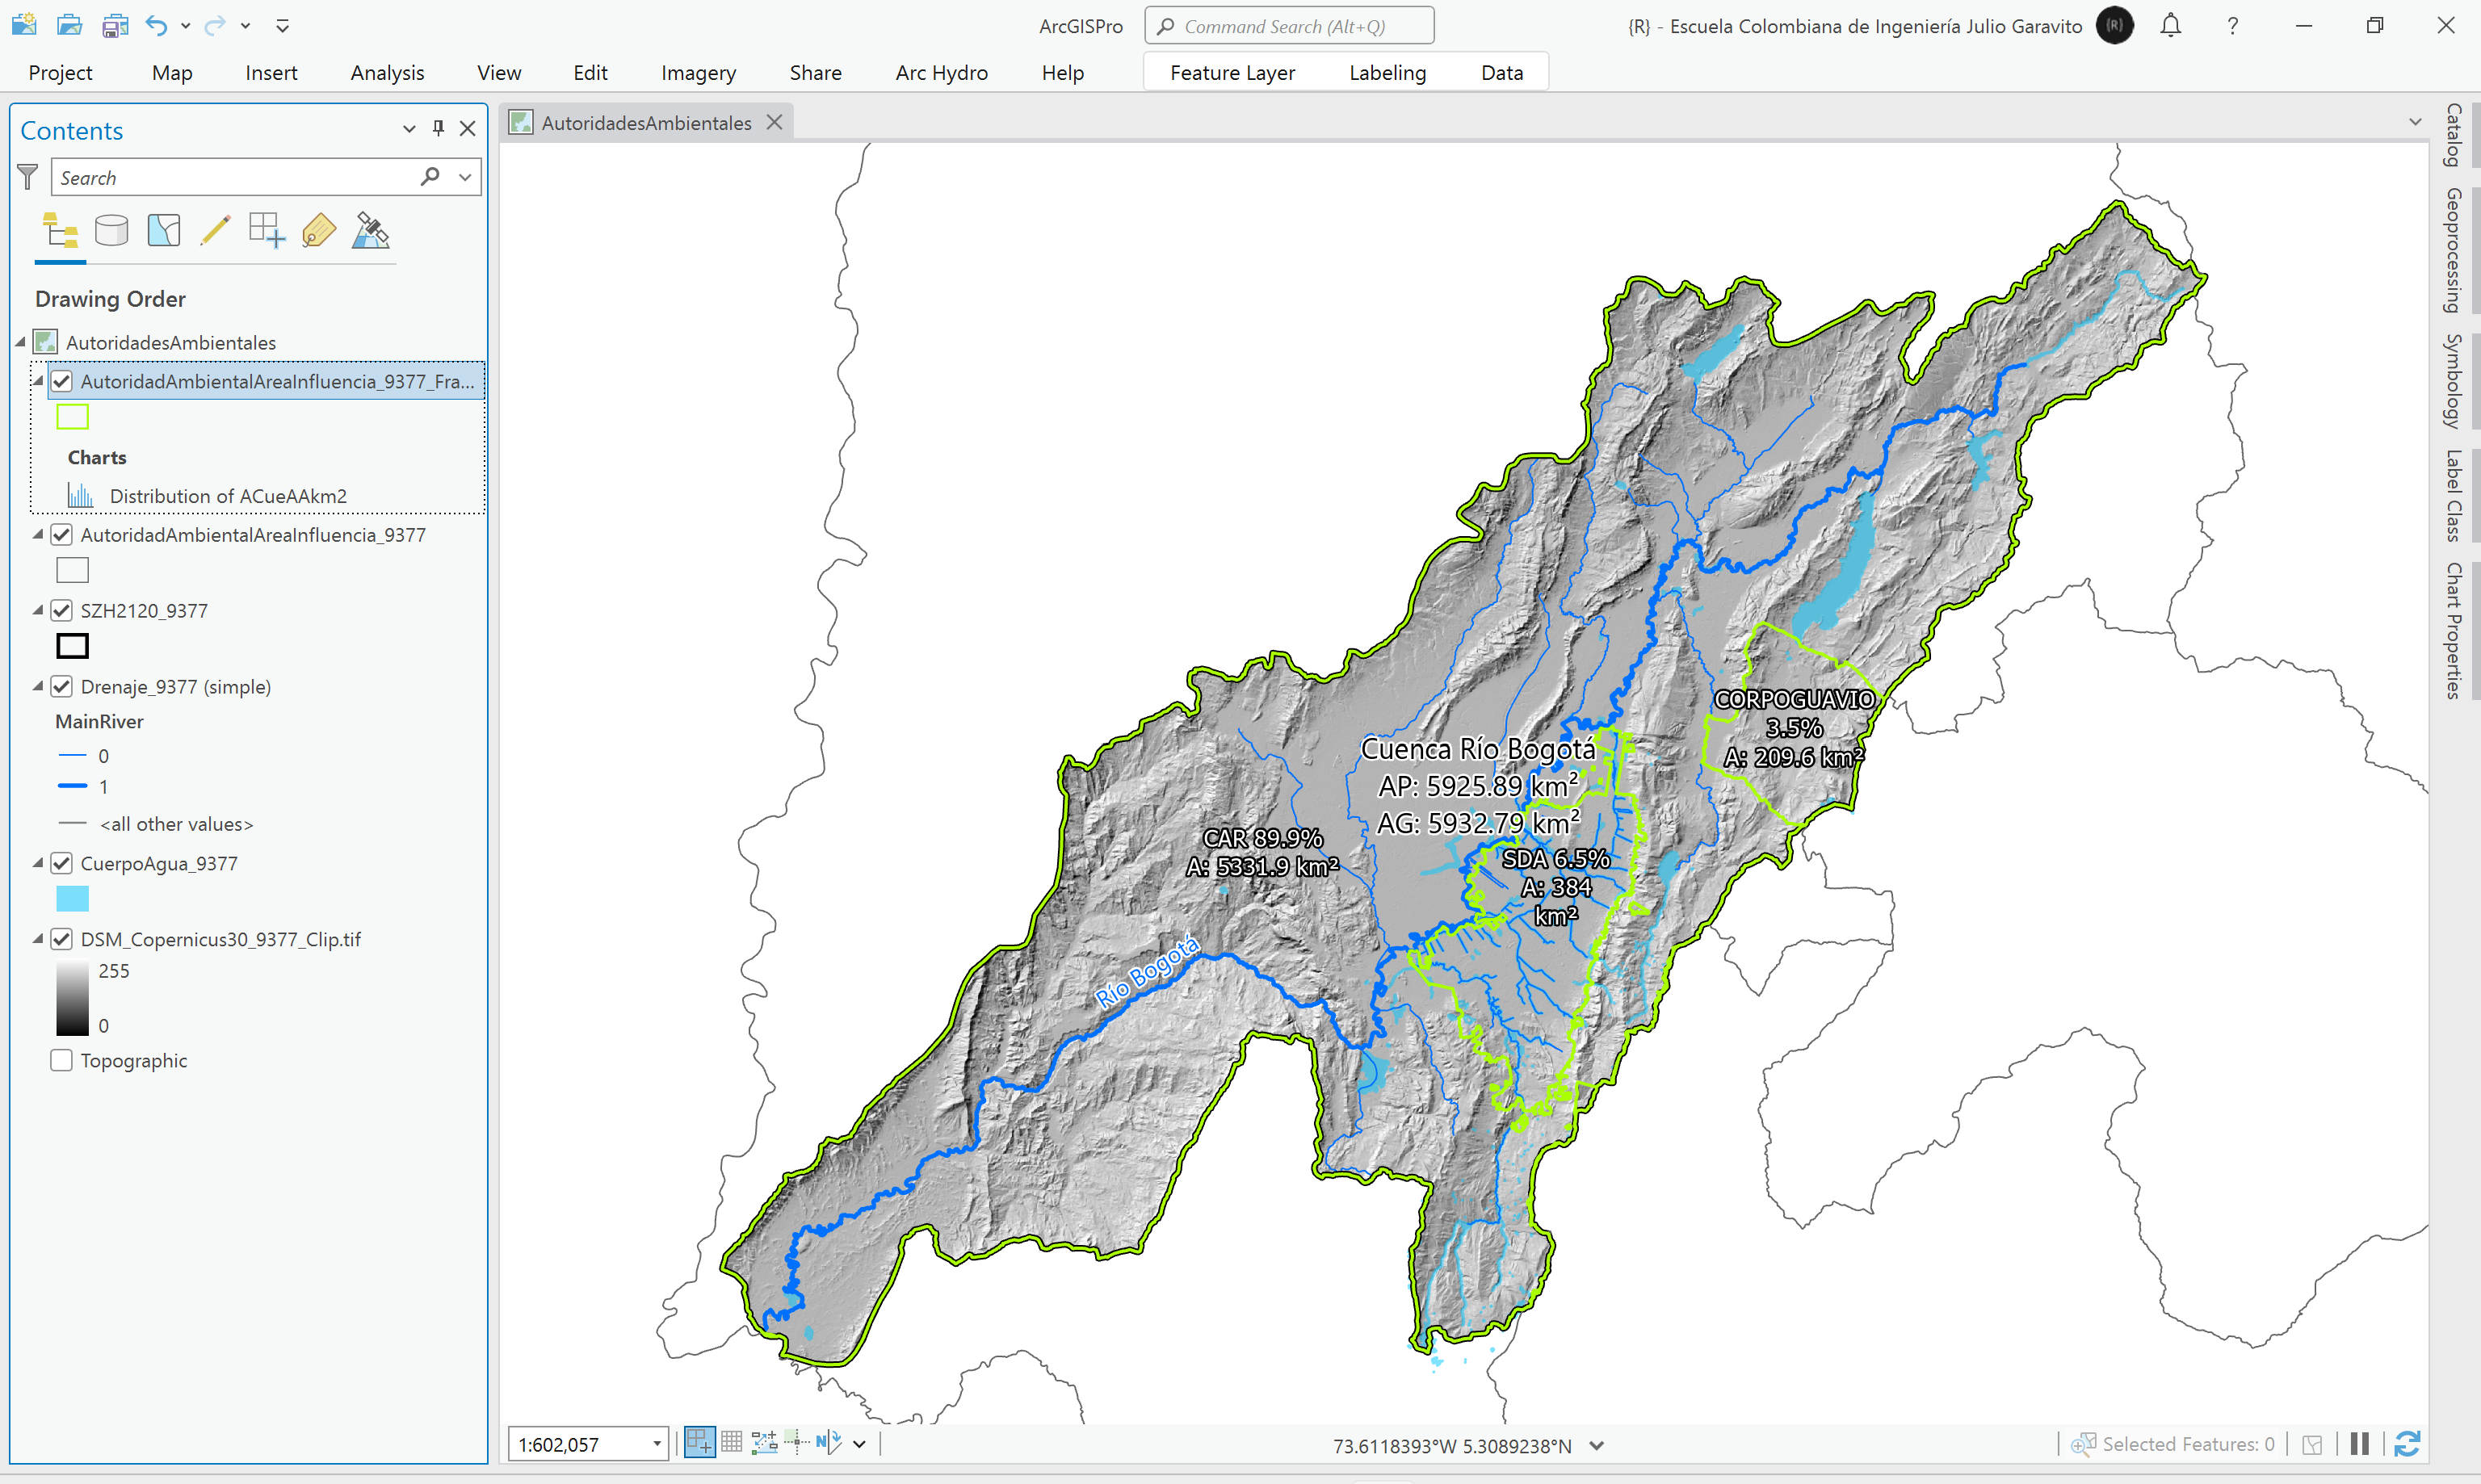 ArcGISPro
Command Search (Alt+Q)
{R} - Escuela Colombiana de Ingeniería Julio Garavito
{R}
?
Project
Map
Insert
Analysis
View
Edit
Imagery
Share
Arc Hydro
Help
Feature Layer
Labeling
Data
Contents
Search
Drawing Order
AutoridadesAmbientales
AutoridadAmbientalAreaInfluencia_9377_Fra...
Charts
Distribution of ACueAAkm2
AutoridadAmbientalAreaInfluencia_9377
SZH2120_9377
Drenaje_9377 (simple)
MainRiver
0
1
<all other values>
CuerpoAgua_9377
DSM_Copernicus30_9377_Clip.tif
255
0
Topographic
AutoridadesAmbientales
CORPOGUAVIO
3.5%
A: 209.6 km²
Cuenca Río Bogotá
AP: 5925.89 km²
AG: 5932.79 km²
CAR 89.9%
A: 5331.9 km²
SDA 6.5%
A: 384
km²
Río Bogotá
1:602,057
N
73.6118393°W 5.3089238°N
Selected Features: 0
Catalog
Geoprocessing
Symbology
Label Class
Chart Properties